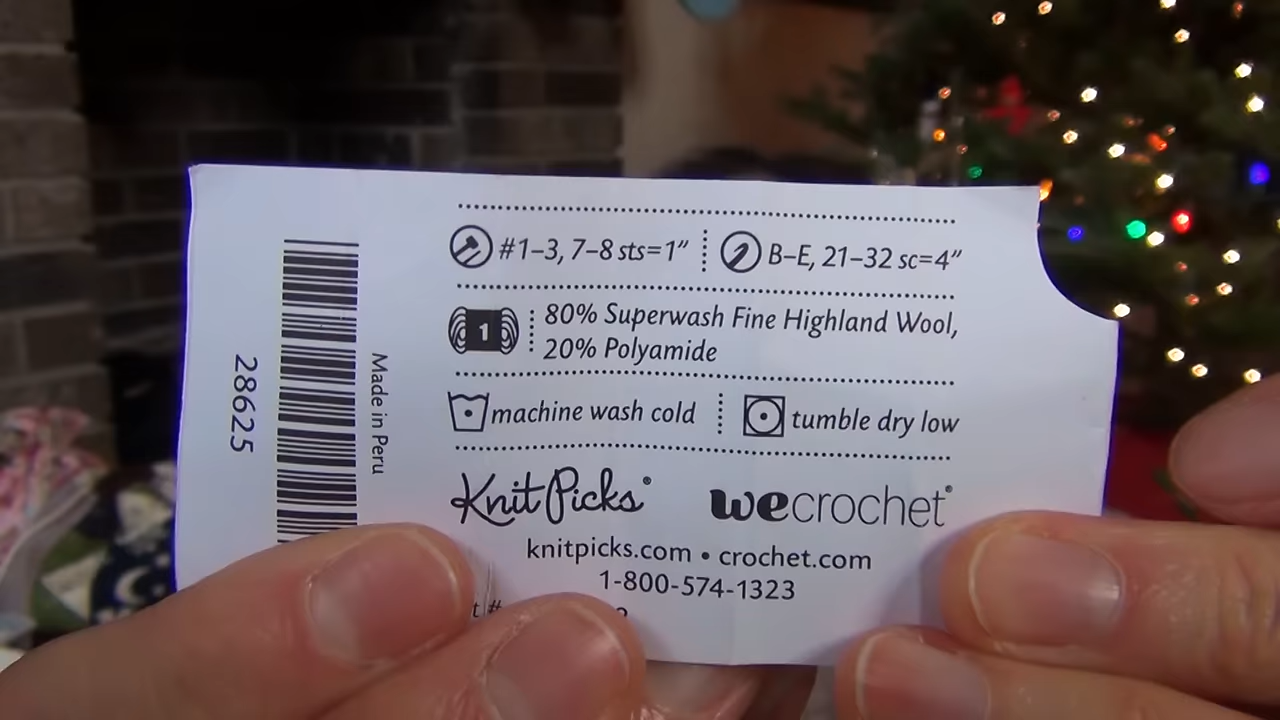 #1–3, 7–8 sts=1"
B–E, 21–32 sc=4"
1
80% Superwash Fine Highland Wool,
20% Polyamide
machine wash cold
tumble dry low
KnitPicks®
wecrochet®
knitpicks.com • crochet.com
1-800-574-1323
Made in Peru
28625